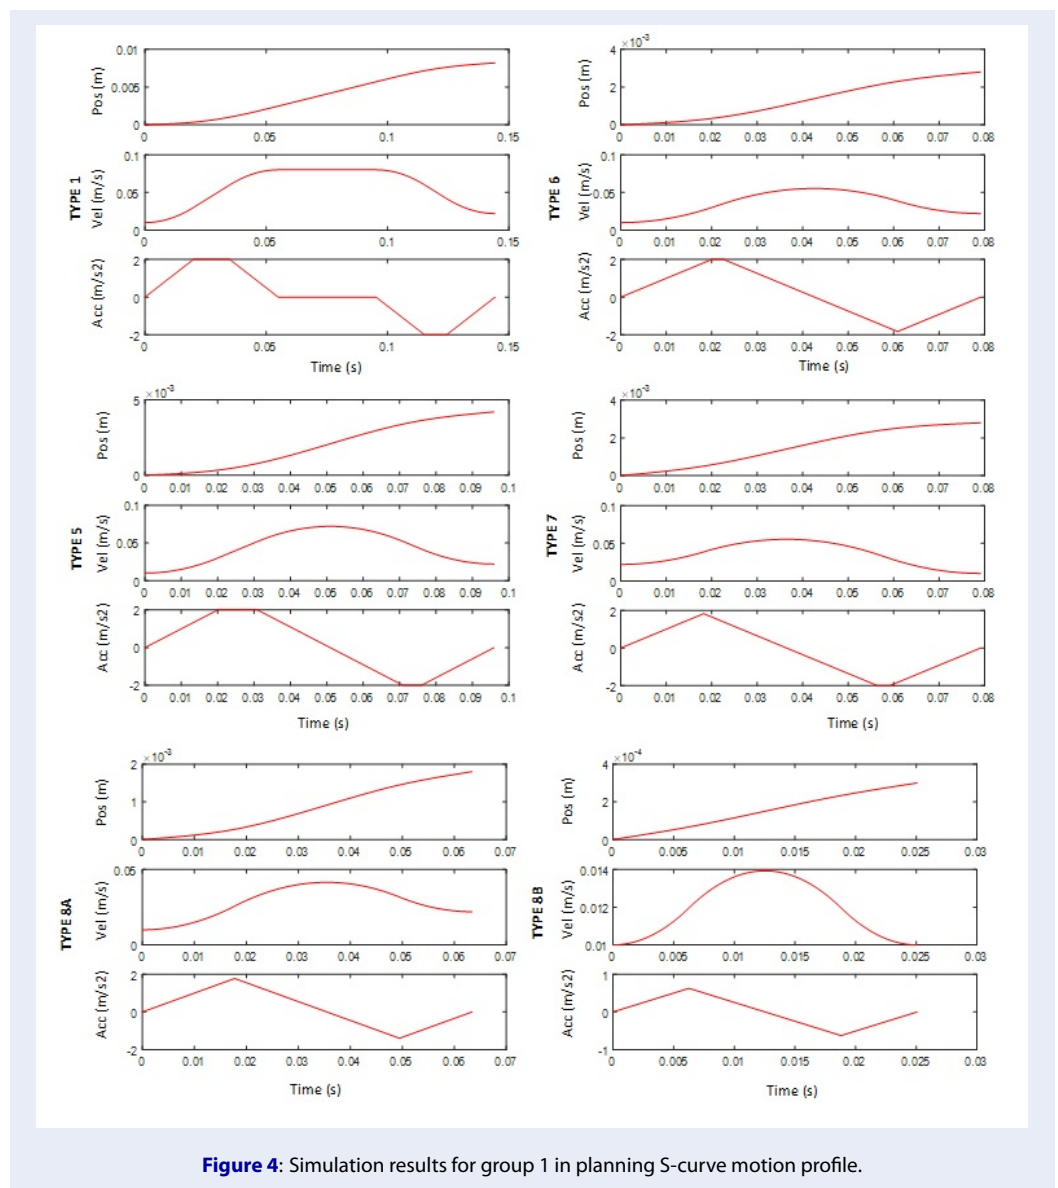 0.01
0.005
0
Pos (m)
0 0.05 0.1 0.15
0.1
0.05
0
TYPE 1
Vel (m/s)
0 0.05 0.1 0.15
2
0
-2
Acc (m/s2)
0 0.05 0.1 0.15
Time (s)
×10-3
4
2
0
Pos (m)
0 0.01 0.02 0.03 0.04 0.05 0.06 0.07 0.08
0.1
0.05
0
TYPE 6
Vel (m/s)
0 0.01 0.02 0.03 0.04 0.05 0.06 0.07 0.08
2
0
-2
Acc (m/s2)
0 0.01 0.02 0.03 0.04 0.05 0.06 0.07 0.08
Time (s)
×10-3
5
0
Pos (m)
0 0.01 0.02 0.03 0.04 0.05 0.06 0.07 0.08 0.09 0.1
0.1
0.05
0
TYPE 5
Vel (m/s)
0 0.01 0.02 0.03 0.04 0.05 0.06 0.07 0.08 0.09 0.1
2
0
-2
Acc (m/s2)
0 0.01 0.02 0.03 0.04 0.05 0.06 0.07 0.08 0.09 0.1
Time (s)
×10-3
4
2
0
Pos (m)
0 0.01 0.02 0.03 0.04 0.05 0.06 0.07 0.08
0.1
0.05
0
TYPE 7
Vel (m/s)
0 0.01 0.02 0.03 0.04 0.05 0.06 0.07 0.08
2
0
-2
Acc (m/s2)
0 0.01 0.02 0.03 0.04 0.05 0.06 0.07 0.08
Time (s)
×10-3
2
1
0
Pos (m)
0 0.01 0.02 0.03 0.04 0.05 0.06 0.07
0.05
0
TYPE 8A
Vel (m/s)
0 0.01 0.02 0.03 0.04 0.05 0.06 0.07
2
0
-2
Acc (m/s2)
0 0.01 0.02 0.03 0.04 0.05 0.06 0.07
Time (s)
×10-4
4
2
0
Pos (m)
0 0.005 0.01 0.015 0.02 0.025 0.03
0.014
0.012
0.01
TYPE 8B
Vel (m/s)
0 0.005 0.01 0.015 0.02 0.025 0.03
1
0
-1
Acc (m/s2)
0 0.005 0.01 0.015 0.02 0.025 0.03
Time (s)
Figure 4: Simulation results for group 1 in planning S-curve motion profile.